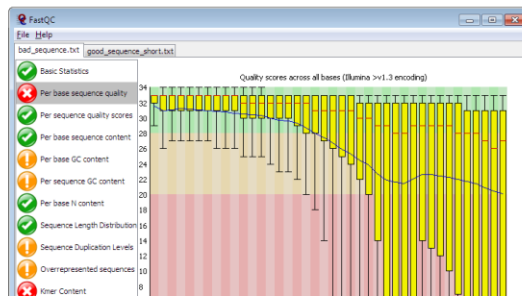 FastQC
File Help
bad_sequence.txt good_sequence_short.txt
Basic Statistics
Per base sequence quality
Per sequence quality scores
Per base sequence content
Per base GC content
Per sequence GC content
Per base N content
Sequence Length Distribution
Sequence Duplication Levels
Overrepresented sequences
Kmer Content
Quality scores across all bases (Illumina >v1.3 encoding)
34
32
30
28
26
24
22
20
18
16
14
12
10
8